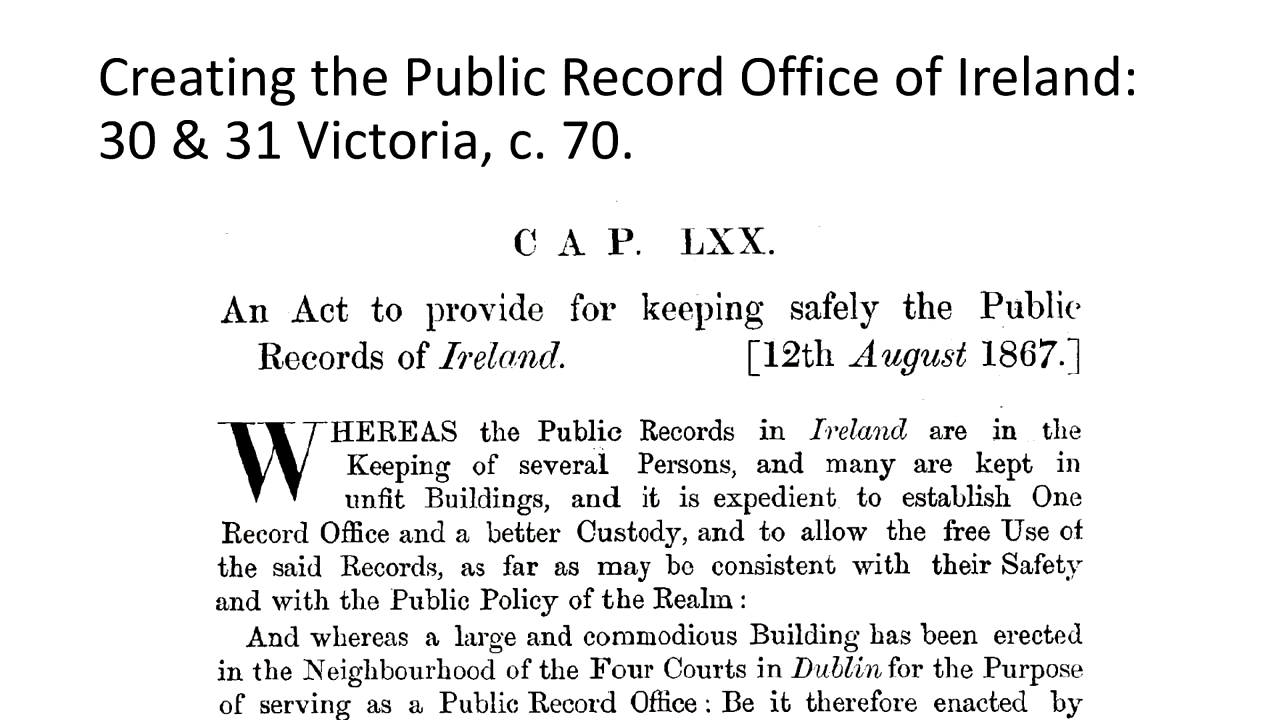 Creating the Public Record Office of Ireland:
30 & 31 Victoria, c. 70.
CAP. LXX.
An Act to provide for keeping safely the Public
Records of Ireland. [12th August 1867.]
WHEREAS the Public Records in Ireland are in the
Keeping of several Persons, and many are kept in
unfit Buildings, and it is expedient to establish One
Record Office and a better Custody, and to allow the free Use of
the said Records, as far as may be consistent with their Safety
and with the Public Policy of the Realm:
And whereas a large and commodious Building has been erected
in the Neighbourhood of the Four Courts in Dublin for the Purpose
of serving as a Public Record Office: Be it therefore enacted by